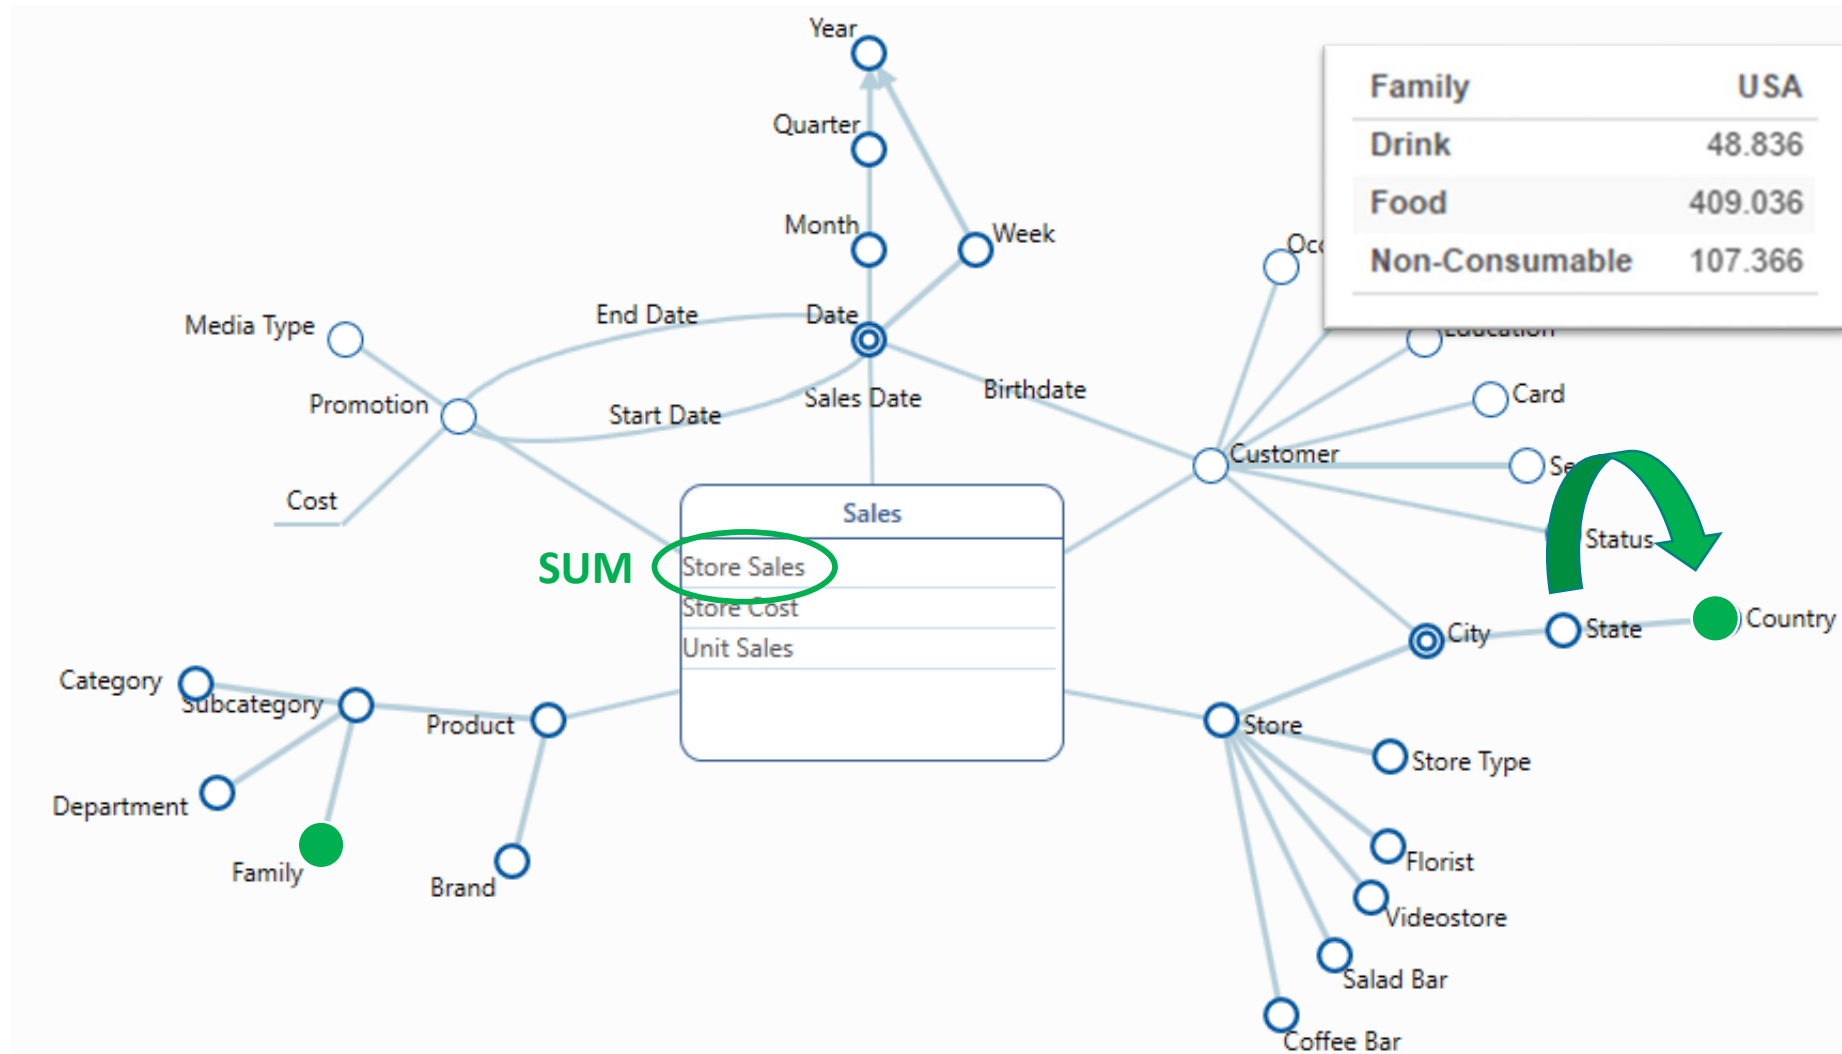 Year
Quarter
Month
Week
Date
End Date
Media Type
Promotion
Start Date
Sales Date
Birthdate
Cost
Family USA
Drink 48.836
Food 409.036
Non-Consumable 107.366
Education
Card
Customer
Status
State
Country
City
Sales
SUM
Store Sales
Store Cost
Unit Sales
Category
Subcategory
Product
Department
Family
Brand
Store
Store Type
Florist
Videostore
Salad Bar
Coffee Bar